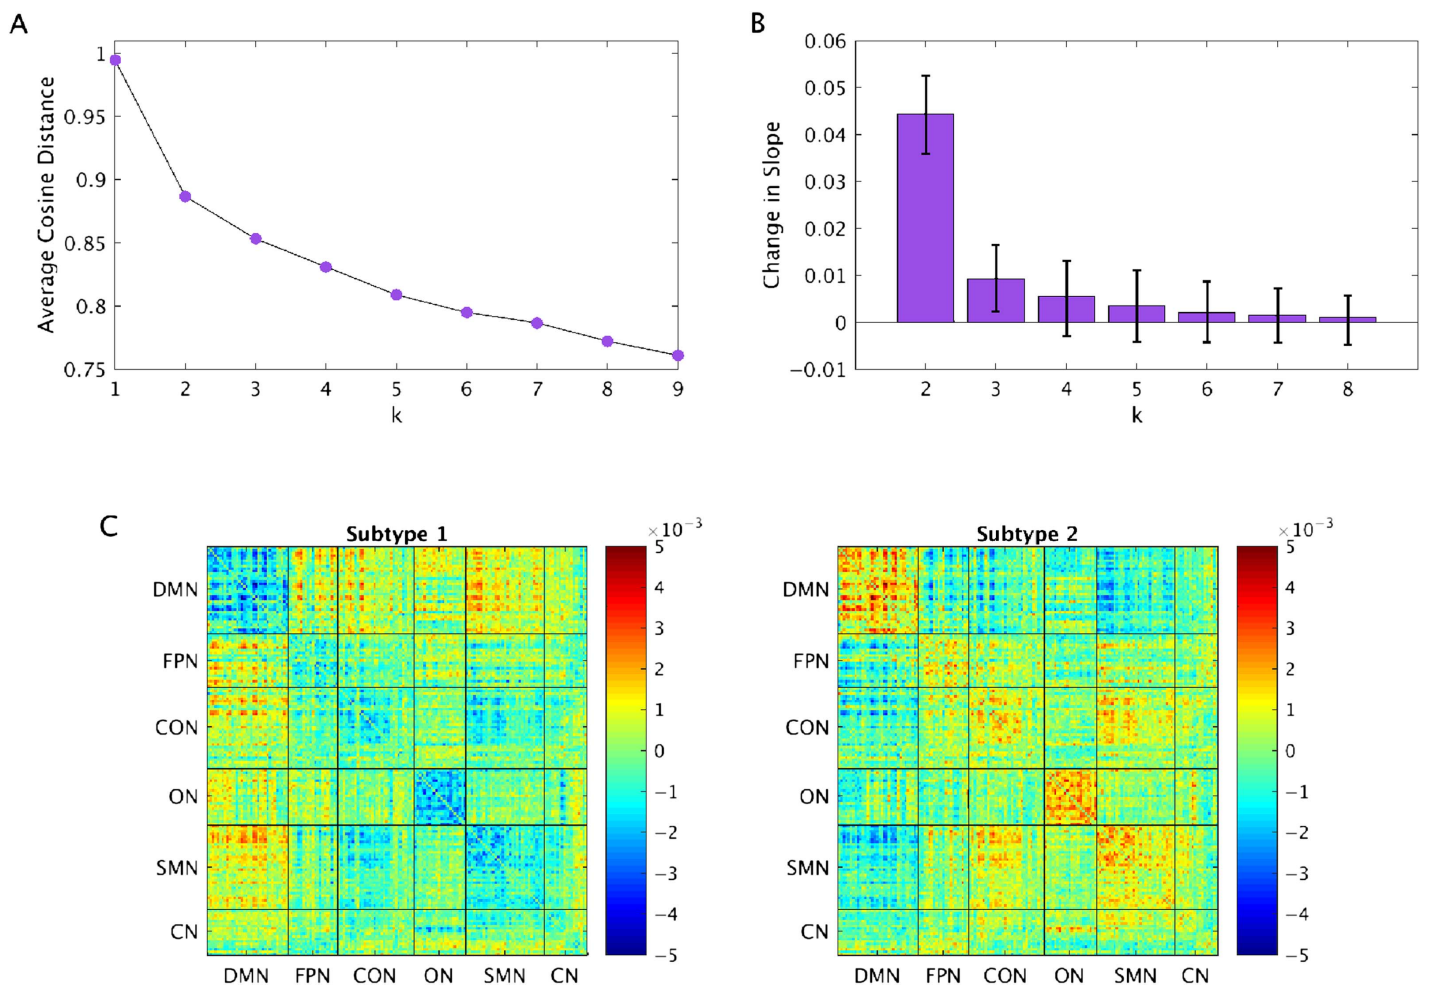 A
Average Cosine Distance
1
0.95
0.9
0.85
0.8
0.75
1 2 3 4 5 6 7 8 9
k
B
Change in Slope
0.06
0.05
0.04
0.03
0.02
0.01
0
−0.01
2 3 4 5 6 7 8
k
C
Subtype 1
DMN
FPN
CON
ON
SMN
CN
DMN FPN CON ON SMN CN
×10−3
5
4
3
2
1
0
−1
−2
−3
−4
−5
Subtype 2
DMN
FPN
CON
ON
SMN
CN
DMN FPN CON ON SMN CN
×10−3
5
4
3
2
1
0
−1
−2
−3
−4
−5